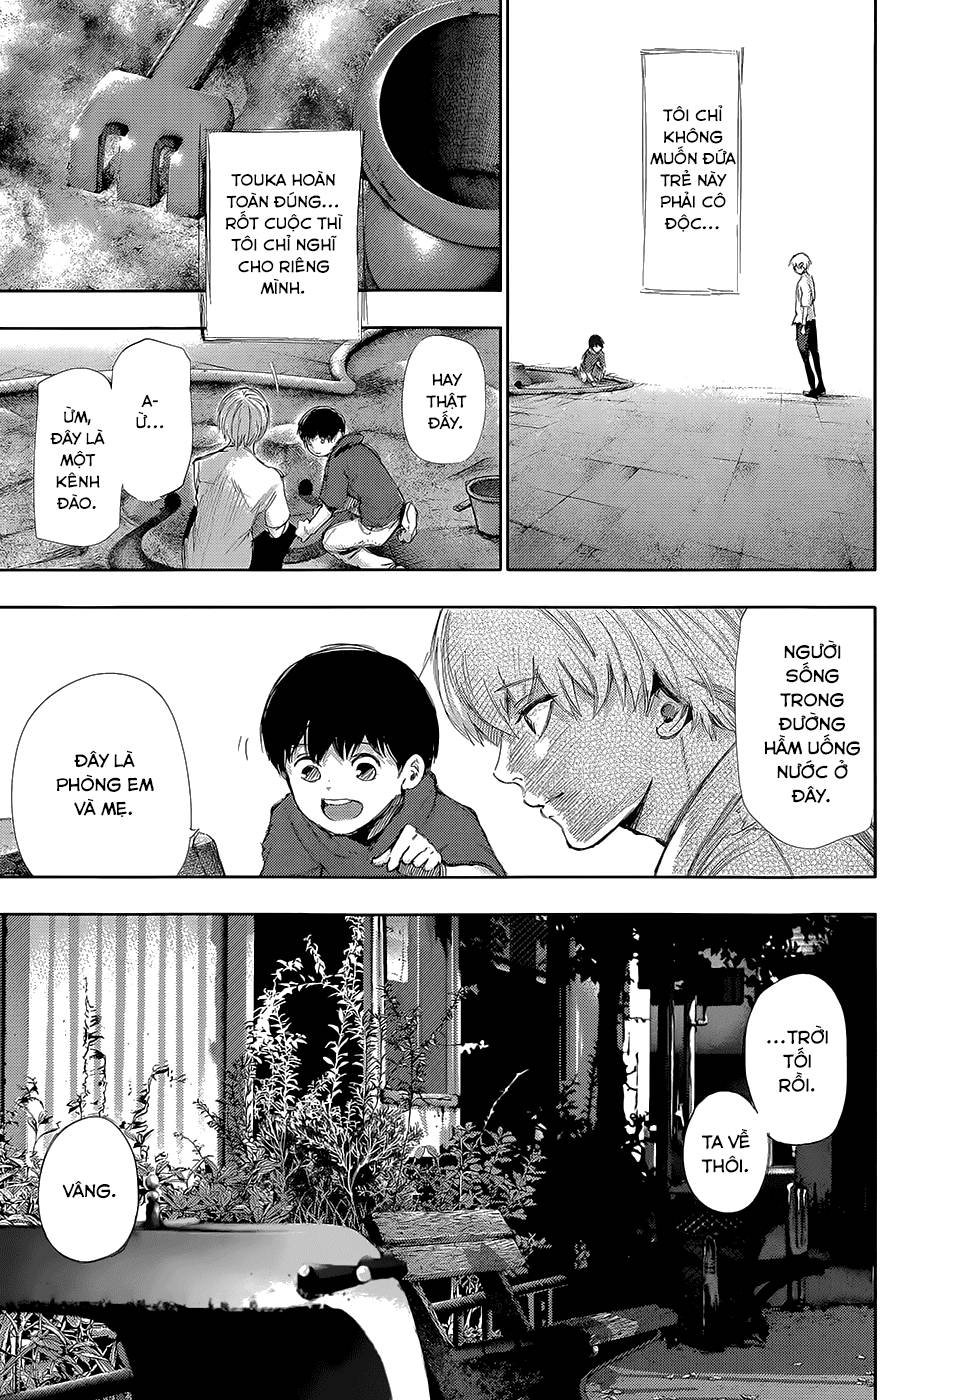 TÔI CHỈ
KHÔNG
MUỐN ĐỨA
TRẺ NÀY
PHẢI CÔ
ĐỘC...
TOUKA HOÀN
TOÀN ĐÚNG...
RỐT CUỘC THÌ
TÔI CHỈ NGHĨ
CHO RIÊNG
MÌNH.
HAY
THẬT
ĐẤY.
A-
Ữ...
ỪM,
ĐÂY LÀ
MỘT
KÊNH
ĐÀO.
NGƯỜI
SỐNG
TRONG
ĐƯỜNG
HẦM UỐNG
NƯỚC Ở
ĐÂY.
ĐÂY LÀ
PHÒNG EM
VÀ MẸ.
...TRỜI
TỐI
RỒI.
TA VỀ
THÔI.
VÂNG.